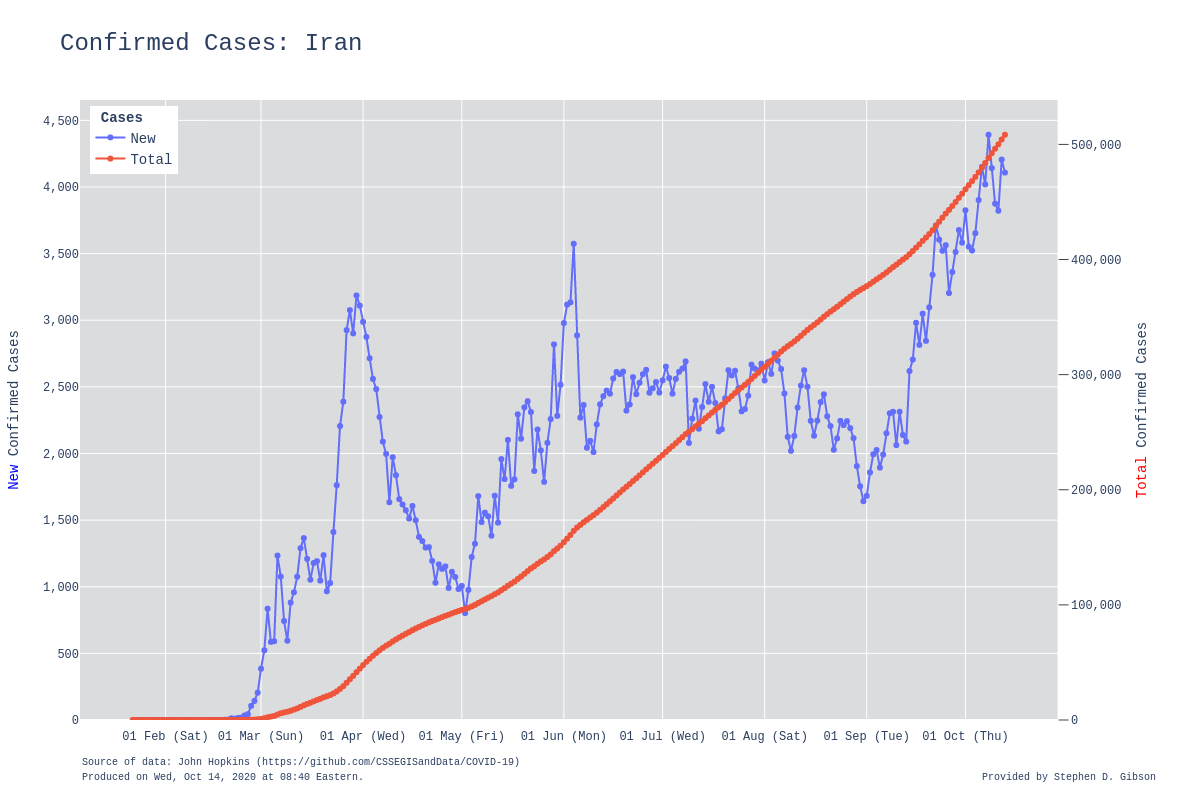 Confirmed Cases: Iran
Cases
New
Total
4,500
4,000
3,500
3,000
2,500
2,000
1,500
1,000
500
0
New Confirmed Cases
500,000
400,000
300,000
200,000
100,000
0
Total Confirmed Cases
01 Feb (Sat) 01 Mar (Sun) 01 Apr (Wed) 01 May (Fri) 01 Jun (Mon) 01 Jul (Wed) 01 Aug (Sat) 01 Sep (Tue) 01 Oct (Thu)
Source of data: John Hopkins (https://github.com/CSSEGISandData/COVID-19)
Produced on Wed, Oct 14, 2020 at 08:40 Eastern.
Provided by Stephen D. Gibson